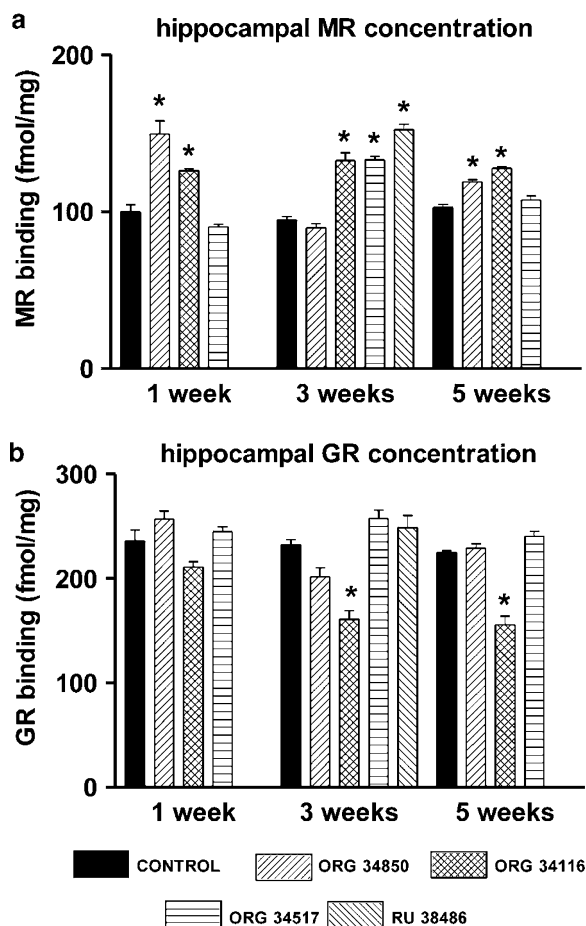 a
hippocampal MR concentration
MR binding (fmol/mg)
200
100
0
* * * * * * *
1 week 3 weeks 5 weeks
b
hippocampal GR concentration
GR binding (fmol/mg)
300
200
100
0
* *
1 week 3 weeks 5 weeks
CONTROL ORG 34850 ORG 34116
ORG 34517 RU 38486